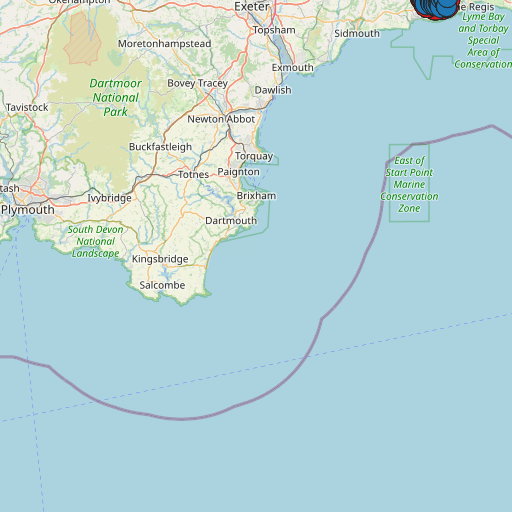 Okehampton
Exeter
Regis
Moretonhampstead
Topsham
Sidmouth
Lyme Bay
and Torbay
Special
Area of
Conservation
Exmouth
Dartmoor
National
Park
Bovey Tracey
Dawlish
Tavistock
Newton Abbot
Buckfastleigh
Torquay
Totnes
Paignton
East of
Start Point
Marine
Conservation
Zone
Ivybridge
Brixham
Plymouth
Dartmouth
South Devon
National
Landscape
Kingsbridge
Salcombe